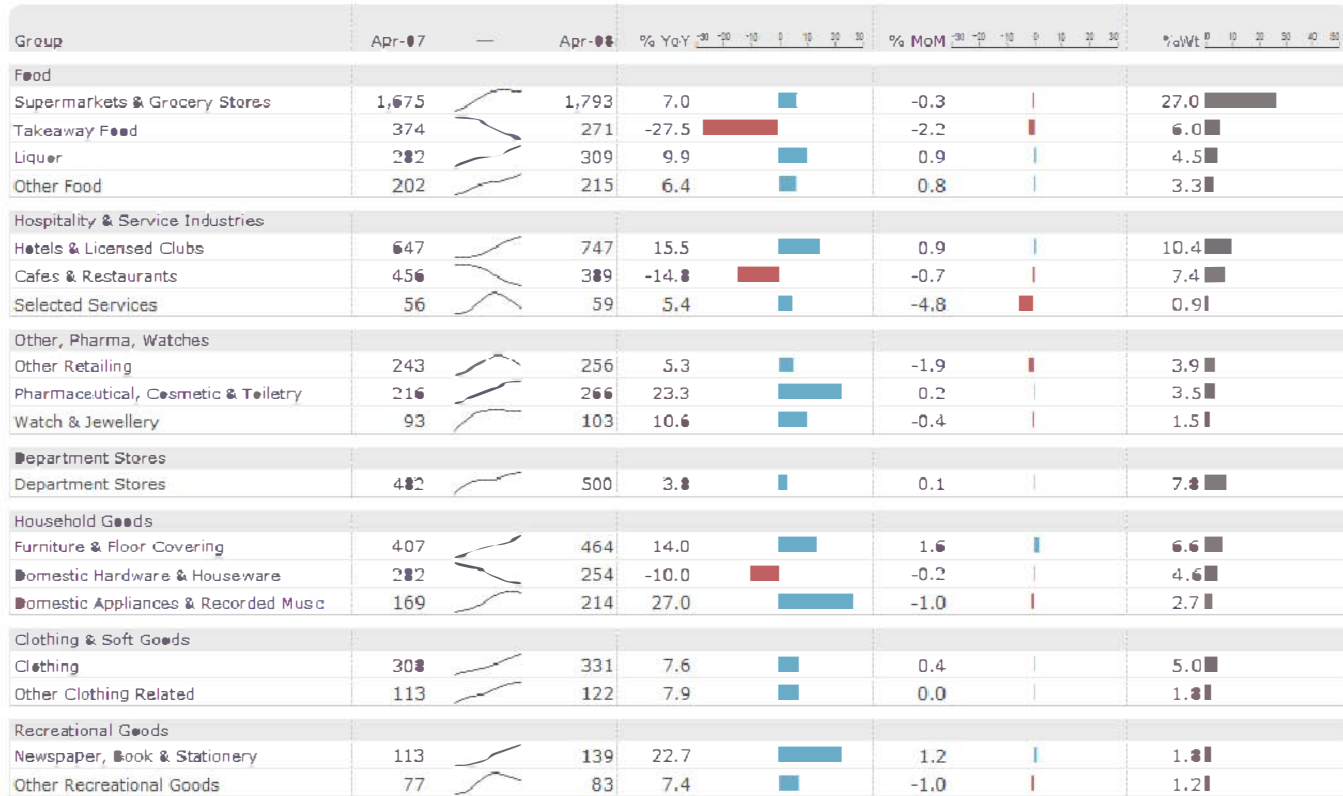 Group Apr-07 — Apr-08 % YoY -30 -20 -10 0 10 20 30 % MoM -30 -20 -10 0 10 20 30 %Wt 0 10 20 30 40 50
Food
Supermarkets & Grocery Stores 1,675 1,793 7.0 -0.3 27.0
Takeaway Food 374 271 -27.5 -2.2 6.0
Liquor 282 309 9.9 0.9 4.5
Other Food 202 215 6.4 0.8 3.3
Hospitality & Service Industries
Hotels & Licensed Clubs 647 747 15.5 0.9 10.4
Cafes & Restaurants 456 389 -14.8 -0.7 7.4
Selected Services 56 59 5.4 -4.8 0.9
Other, Pharma, Watches
Other Retailing 243 256 5.3 -1.9 3.9
Pharmaceutical, Cosmetic & Toiletry 216 266 23.3 0.2 3.5
Watch & Jewellery 93 103 10.6 -0.4 1.5
Department Stores
Department Stores 482 500 3.8 0.1 7.8
Household Goods
Furniture & Floor Covering 407 464 14.0 1.6 6.6
Domestic Hardware & Houseware 282 254 -10.0 -0.2 4.6
Domestic Appliances & Recorded Music 169 214 27.0 -1.0 2.7
Clothing & Soft Goods
Clothing 308 331 7.6 0.4 5.0
Other Clothing Related 113 122 7.9 0.0 1.8
Recreational Goods
Newspaper, Book & Stationery 113 139 22.7 1.2 1.8
Other Recreational Goods 77 83 7.4 -1.0 1.2